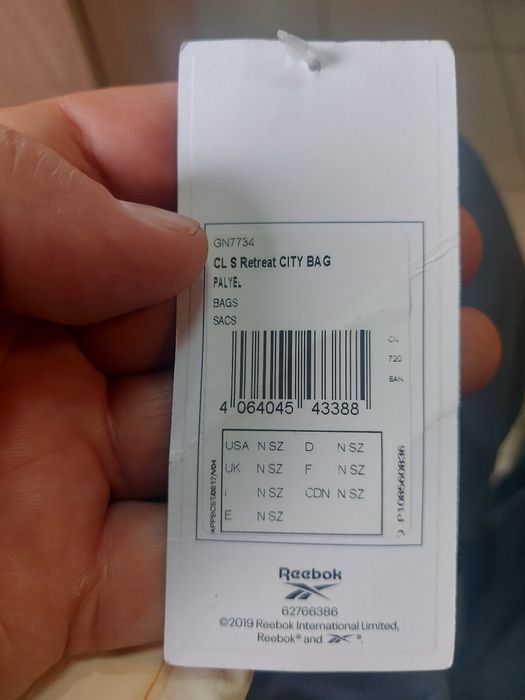 GN7734
CL S Retreat CITY BAG
PALYEL
BAGS
SACS
CN
720
EAN
4 064045 43388
USA N SZ D N SZ
UK N SZ F N SZ
I N SZ CDN N SZ
E N SZ
P108560836
Reebok
62766386
©2019 Reebok International Limited,
Reebok® and ®